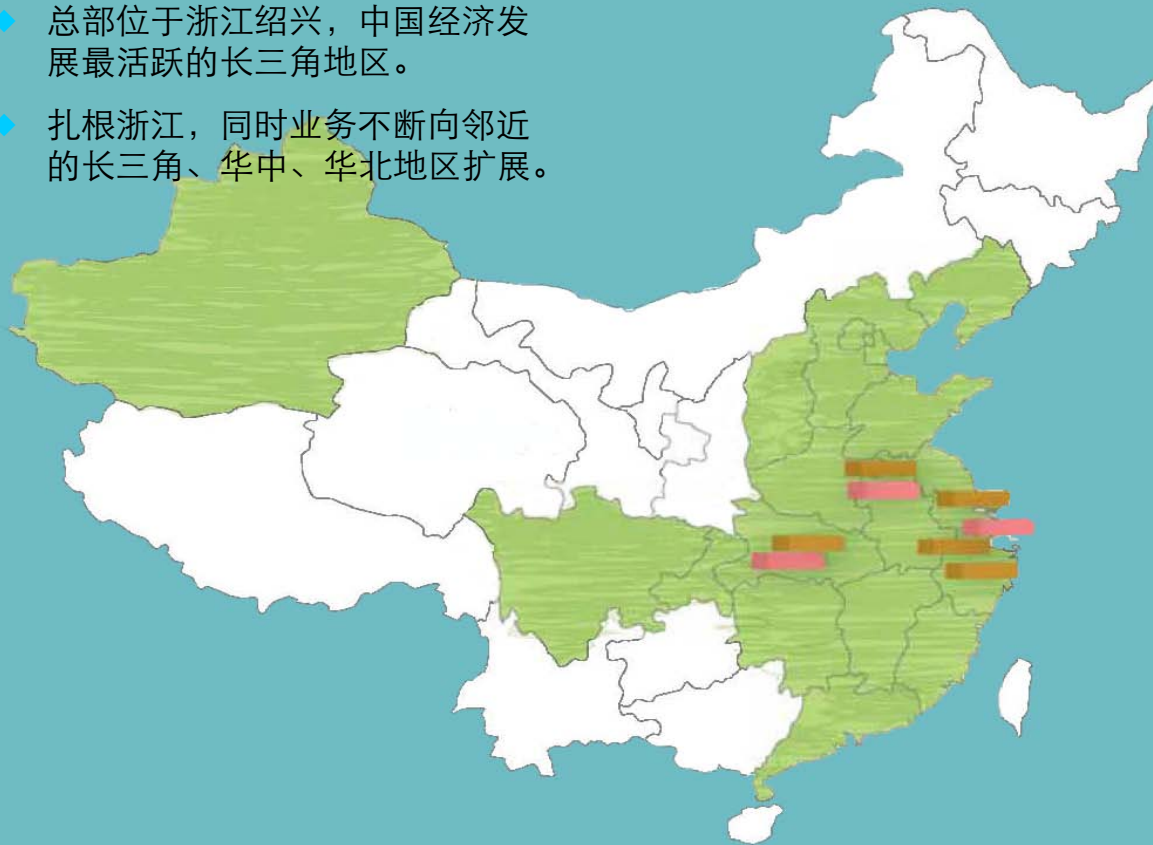 总部位于浙江绍兴，中国经济发
展最活跃的长三角地区。
扎根浙江，同时业务不断向邻近
的长三角、华中、华北地区扩展。